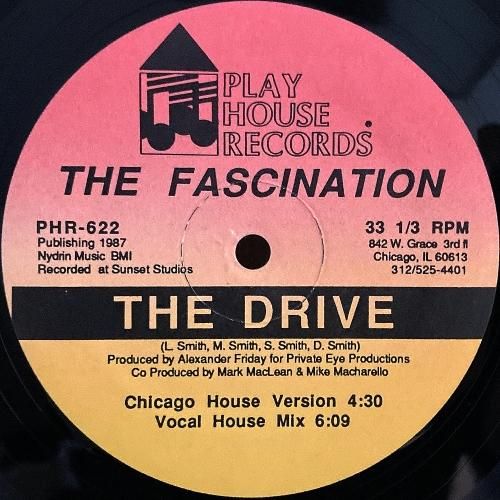 PLAY
HOUSE
RECORDS
THE FASCINATION
PHR-622
Publishing 1987
Nydrin Music BMI
Recorded at Sunset Studios
33 1/3 RPM
842 W. Grace 3rd fl
Chicago, IL 60613
312/525-4401
THE DRIVE
(L. Smith, M. Smith, S. Smith, D. Smith)
Produced by Alexander Friday for Private Eye Productions
Co Produced by Mark MacLean & Mike Macharello
Chicago House Version 4:30
Vocal House Mix 6:09